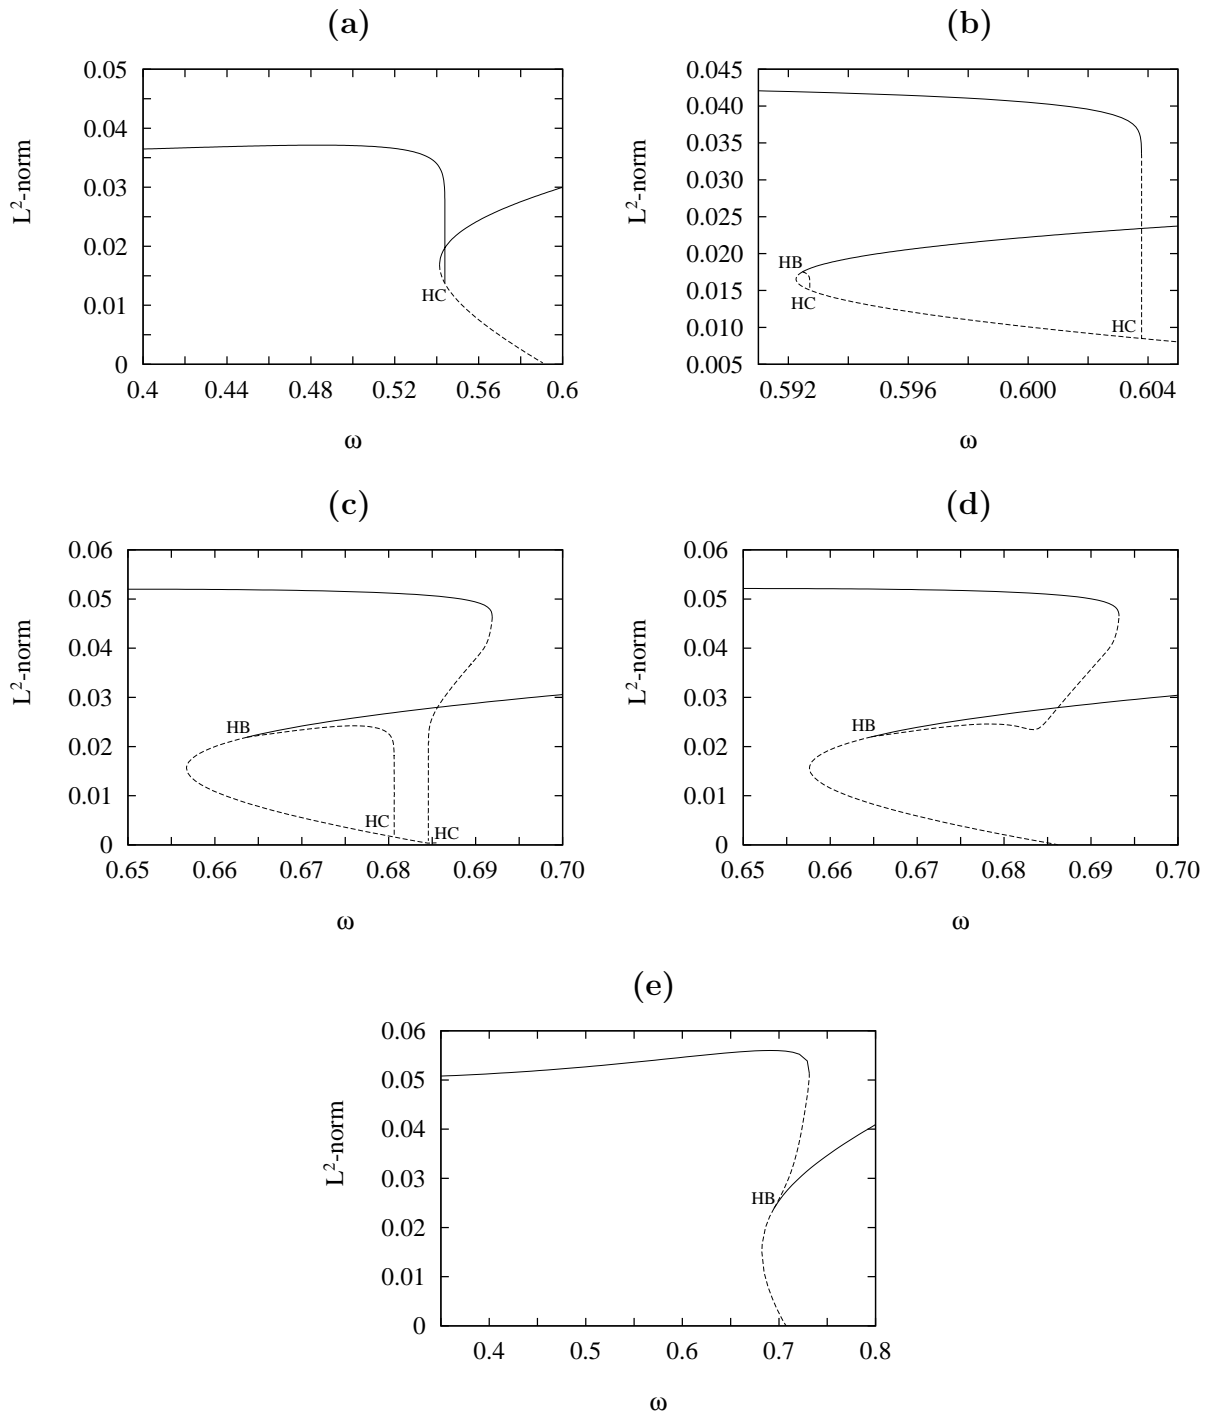 (a)
0.05
0.04
0.03
0.02
0.01
0
L²-norm
HC
0.4 0.44 0.48 0.52 0.56 0.6
ω
(b)
0.045
0.040
0.035
0.030
0.025
0.020
0.015
0.010
0.005
L²-norm
HB
HC
HC
0.592 0.596 0.600 0.604
ω
(c)
0.06
0.05
0.04
0.03
0.02
0.01
0
L²-norm
HB
HC
HC
0.65 0.66 0.67 0.68 0.69 0.70
ω
(d)
0.06
0.05
0.04
0.03
0.02
0.01
0
L²-norm
HB
0.65 0.66 0.67 0.68 0.69 0.70
ω
(e)
0.06
0.05
0.04
0.03
0.02
0.01
0
L²-norm
HB
0.4 0.5 0.6 0.7 0.8
ω